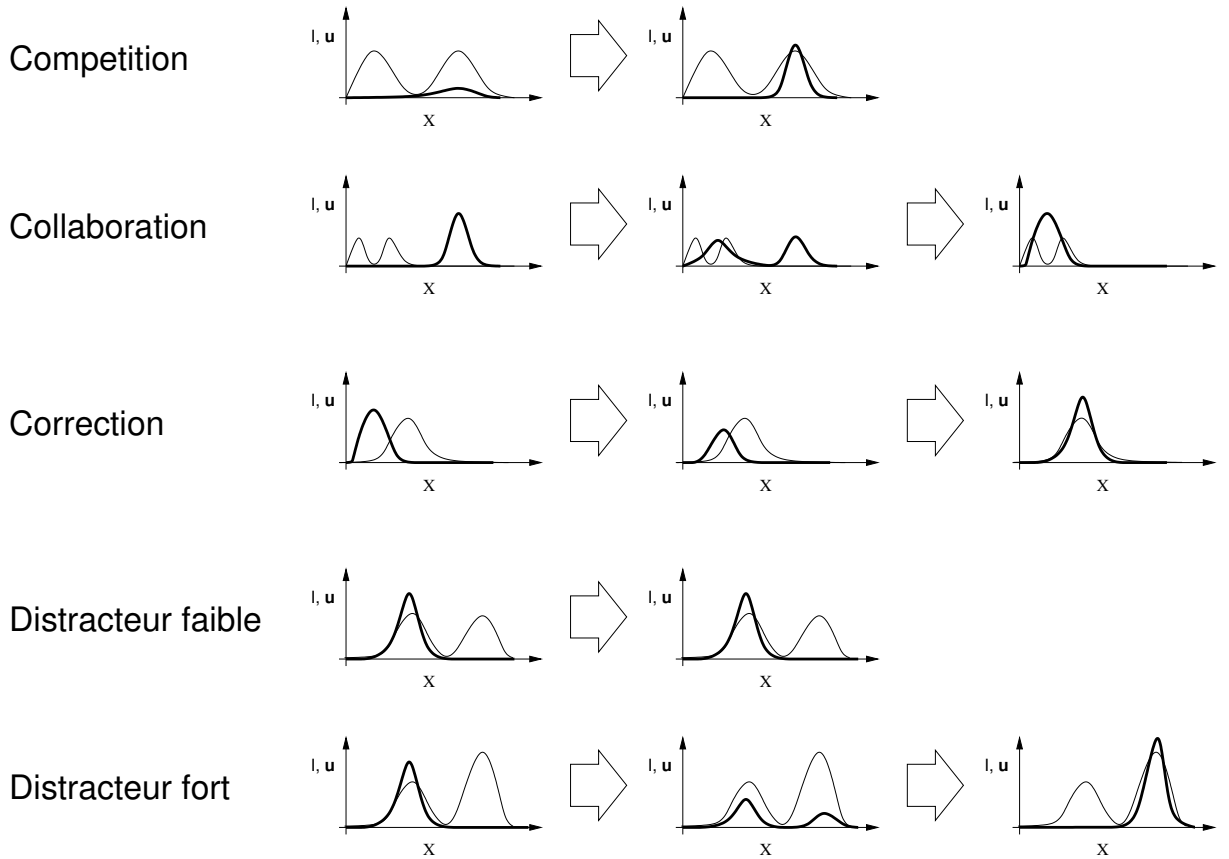 Competition
I, u
X
I, u
X
Collaboration
I, u
X
I, u
X
I, u
X
Correction
I, u
X
I, u
X
I, u
X
Distracteur faible
I, u
X
I, u
X
Distracteur fort
I, u
X
I, u
X
I, u
X